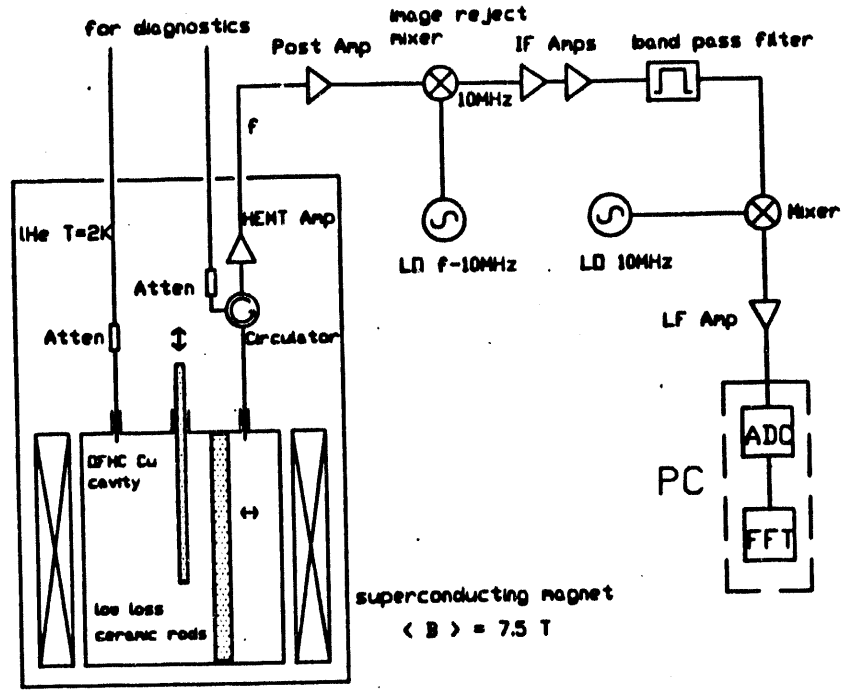 for diagnostics
Post Amp
image reject
mixer
IF Amps
band pass filter
10MHz
f
HEMT Amp
lHe T=2K
Atten
Atten
Circulator
LO f-10MHz
LO 10MHz
Mixer
LF Amp
OFHC Cu
cavity
low loss
ceramic rods
PC
ADC
FFT
superconducting magnet
< B > = 7.5 T